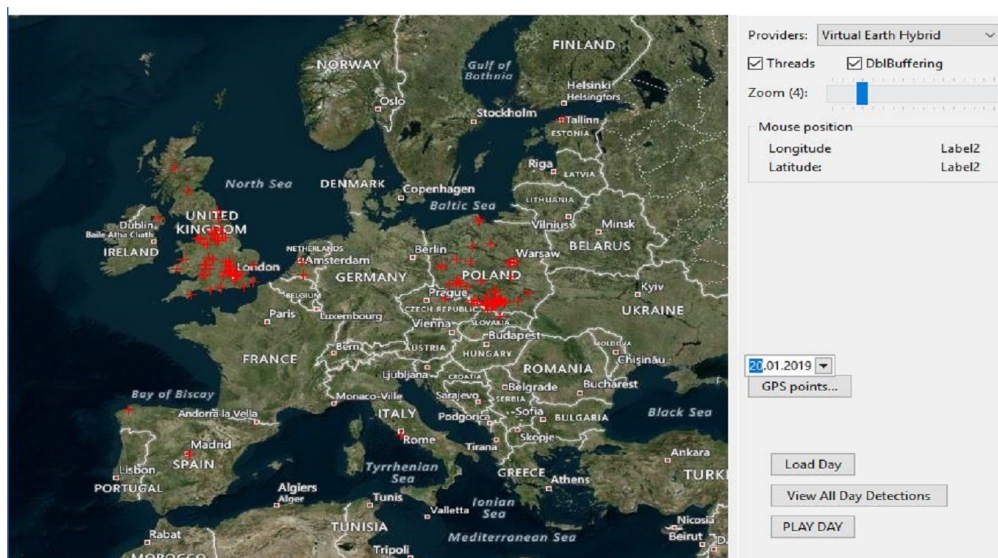 FINLAND
NORWAY
Gulf of
Bothnia
Helsinki
Helsingfors
Oslo
Stockholm
Tallinn
ESTONIA
Riga
LATVIA
North Sea
DENMARK
Copenhagen
Baltic Sea
LITHUANIA
Vilnius
Minsk
UNITED
KINGDOM
Dublin
Baile Átha Cliath
IRELAND
NETHERLANDS
Amsterdam
Berlin
Warsaw
BELARUS
London
GERMANY
POLAND
Kyiv
BELGIUM
Prague
CZECH REPUBLIC
UKRAINE
Paris
Luxembourg
Vienna
SLOVAKIA
Budapest
MOLDOVA
Chişinău
Bern
AUSTRIA
HUNGARY
FRANCE
ROMANIA
Ljubljana
CROATIA
Belgrade
Bucharest
Bay of Biscay
Monaco-Ville
Sarajevo
SERBIA
Andorra la Vella
ITALY
Podgorica
Sofia
BULGARIA
Black Sea
Rome
Skopje
Tirana
Madrid
Ankara
SPAIN
Lisbon
PORTUGAL
Tyrrhenian
Sea
GREECE
Athens
TURK
Algiers
Alger
Tunis
Ionian
Sea
Valletta
Nicosia
Rabat
TUNISIA
Mediterranean Sea
Beirut
MOROCCO
Tripoli
Providers: Virtual Earth Hybrid
Threads DblBuffering
Zoom (4):
Mouse position
Longitude Label2
Latitude: Label2
20.01.2019
GPS points...
Load Day
View All Day Detections
PLAY DAY